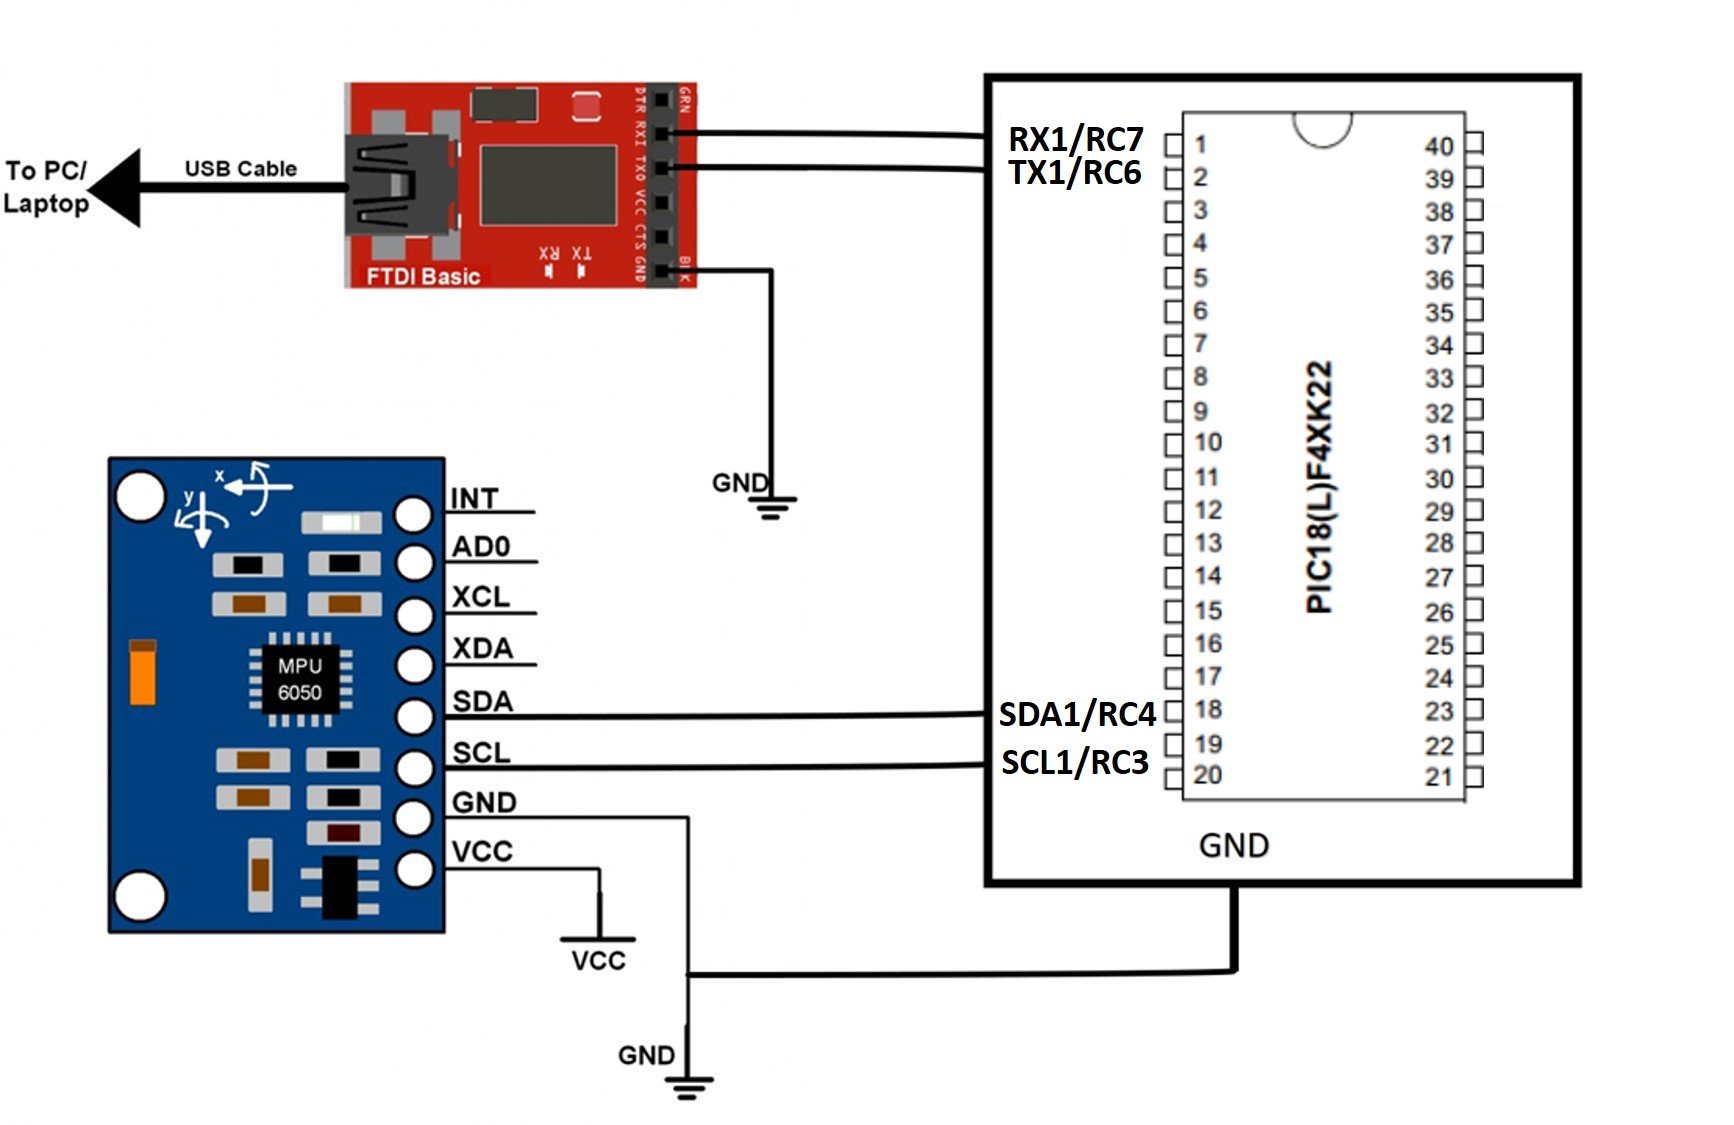 To PC/
Laptop
USB Cable
DTR
RXI
TXO
VCC
CTS
GND
GRN
BLK
RX
TX
FTDI Basic
GND
RX1/RC7
TX1/RC6
SDA1/RC4
SCL1/RC3
1
2
3
4
5
6
7
8
9
10
11
12
13
14
15
16
17
18
19
20
PIC18(L)F4XK22
40
39
38
37
36
35
34
33
32
31
30
29
28
27
26
25
24
23
22
21
GND
x
y
MPU
6050
INT
AD0
XCL
XDA
SDA
SCL
GND
VCC
VCC
GND